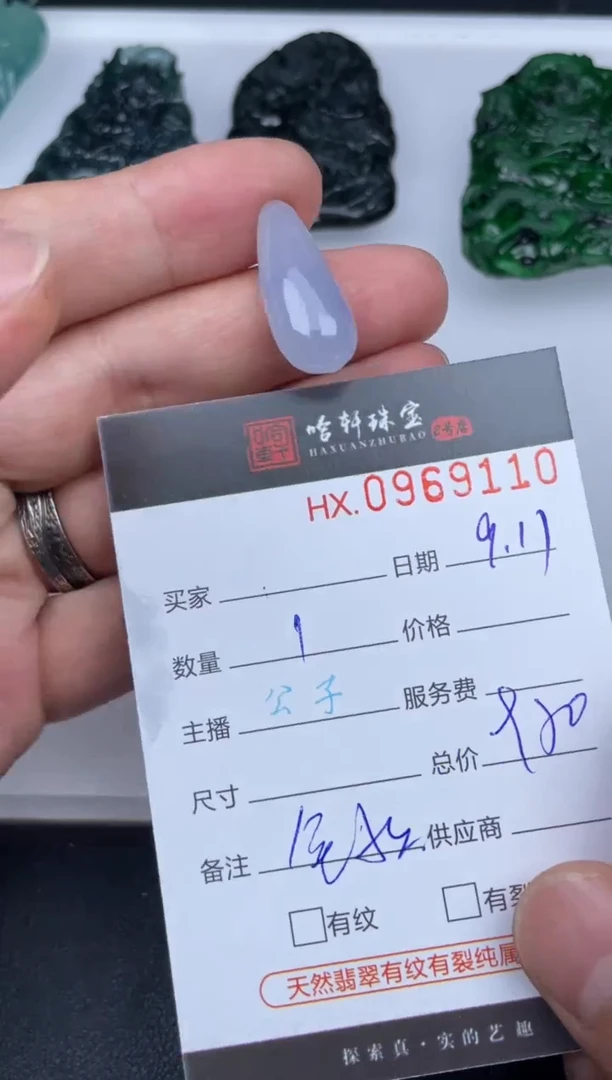 哈轩珠宝
HAXUANZHUBAO
HX.0969110
买家 日期 9.17
数量 1 价格
主播 公子 服务费
尺寸 总价
备注 供应商
有纹 有裂
天然翡翠有纹有裂纯属
探索真·实的艺趣